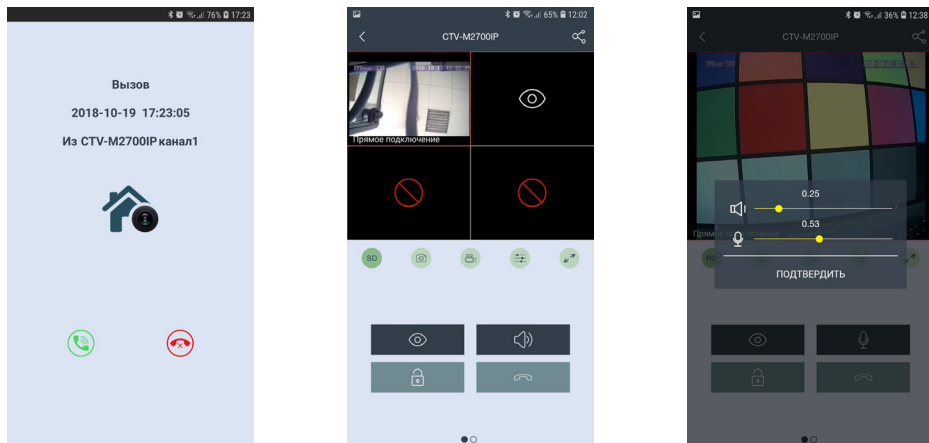 76% 17:23
Вызов
2018-10-19 17:23:05
Из CTV-M2700IP канал1
65% 12:02
CTV-M2700IP
Прямое подключение
SD
36% 12:38
CTV-M2700IP
0.25
0.53
ПОДТВЕРДИТЬ
HD